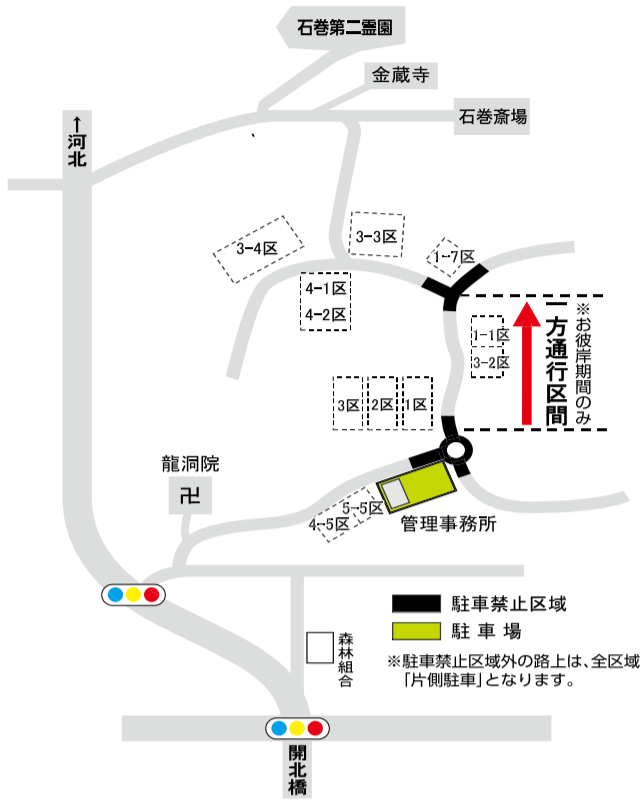 石巻第二霊園
金蔵寺
石巻斎場
↑河北
3-4区
3-3区
1-7区
4-1区
4-2区
1-1区
3-2区
一方通行区間
※お彼岸期間のみ
3区
2区
1区
龍洞院
卍
5-5区
4-5区
管理事務所
駐車禁止区域
駐車場
※駐車禁止区域外の路上は、全区域
「片側駐車」となります。
森林組合
開北橋